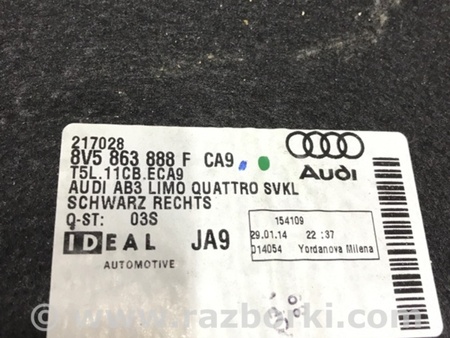 217028
8V5 863 888 F CA9
T5L.11CB.ECA9
AUDI AB3 LIMO QUATTRO SVKL
SCHWARZ RECHTS
Q-ST: 03S
IDEAL JA9
AUTOMOTIVE
Audi
154109
29.01.14 22:37
D14054 Yordanova Milena
www.razborki.com